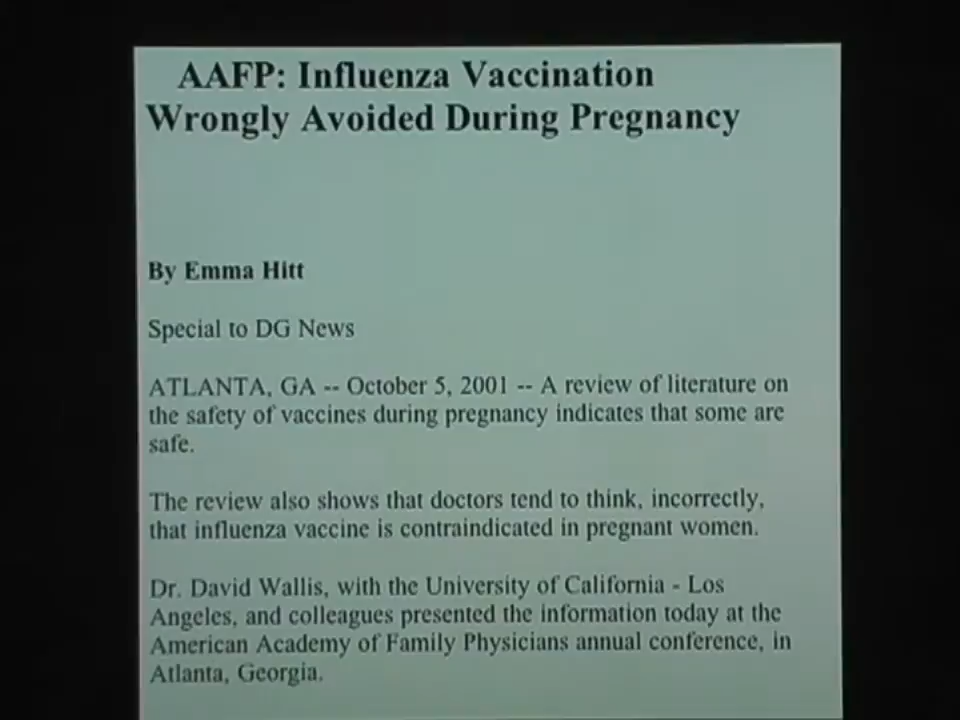 AAFP: Influenza Vaccination
Wrongly Avoided During Pregnancy
By Emma Hitt
Special to DG News
ATLANTA, GA -- October 5, 2001 -- A review of literature on
the safety of vaccines during pregnancy indicates that some are
safe.
The review also shows that doctors tend to think, incorrectly,
that influenza vaccine is contraindicated in pregnant women.
Dr. David Wallis, with the University of California - Los
Angeles, and colleagues presented the information today at the
American Academy of Family Physicians annual conference, in
Atlanta, Georgia.